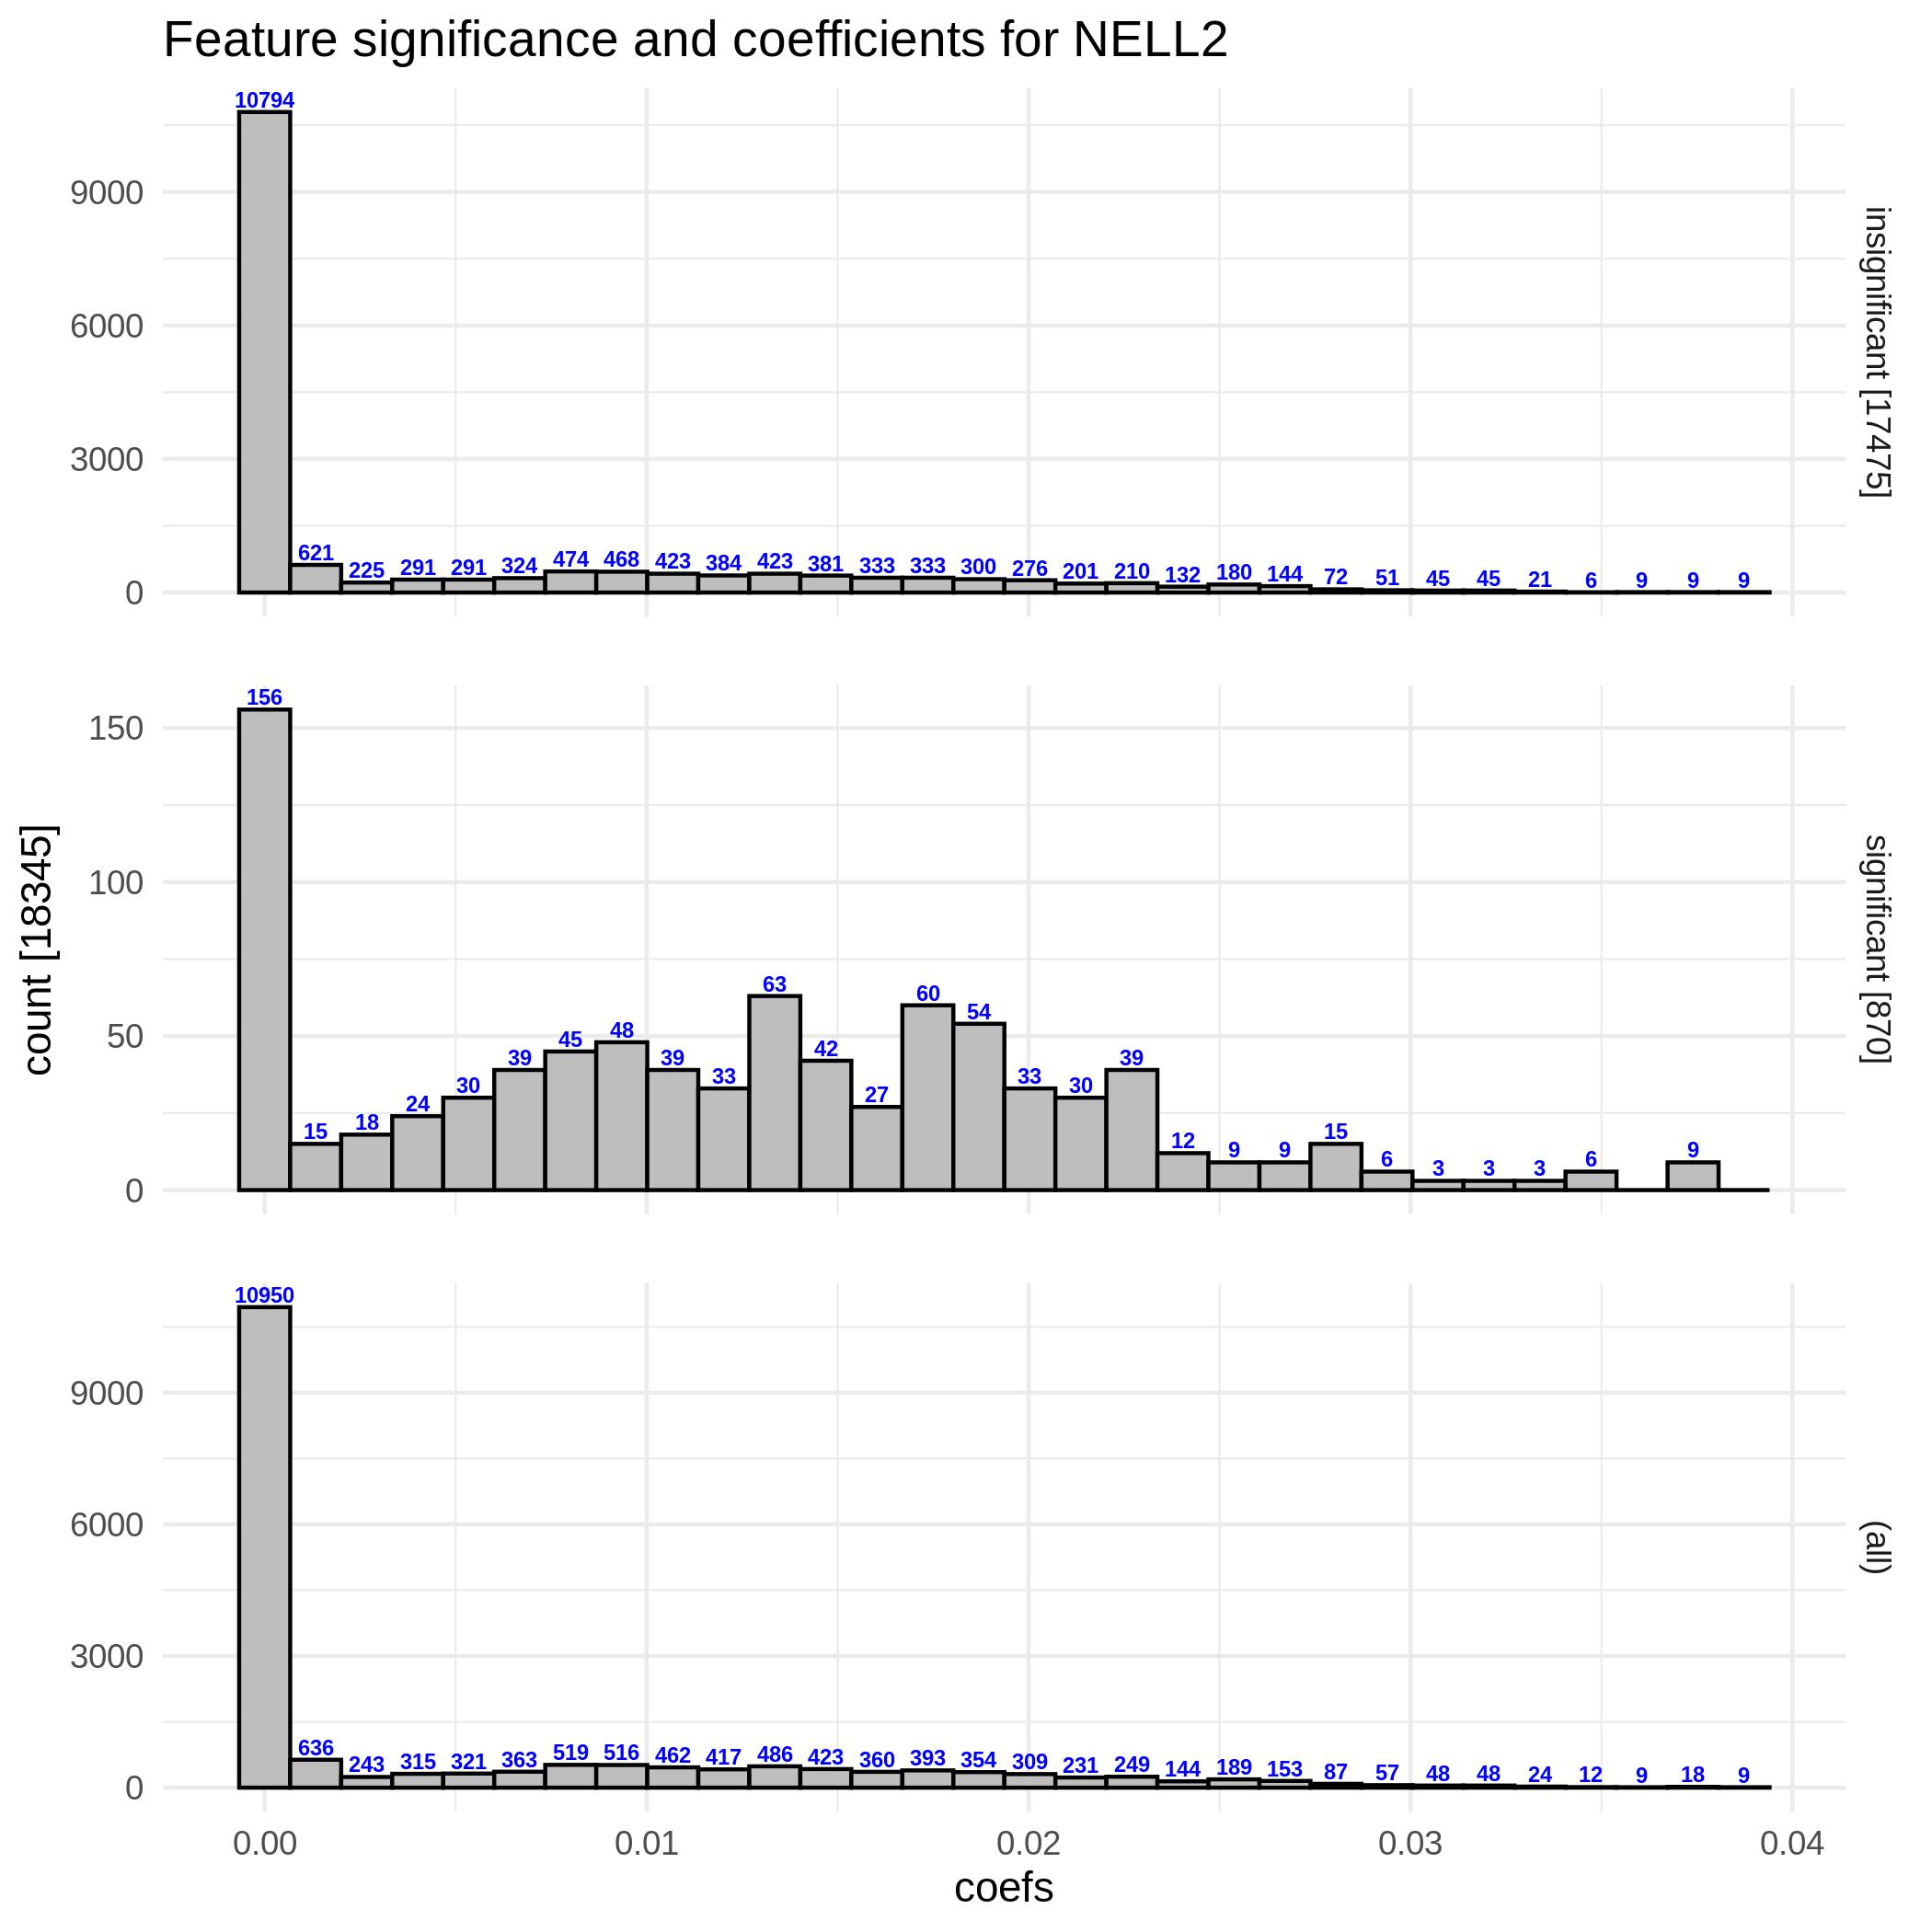 Feature significance and coefficients for NELL2
10794
621 225 291 291 324 474 468 423 384 423 381 333 333 300 276 201 210 132 180 144 72 51 45 45 21 6 9 9 9
9000
6000
3000
0
insignificant [17475]
156
15 18 24 30 39 45 48 39 33 63 42 27 60 54 33 30 39 12 9 9 15 6 3 3 3 6 9
150
100
50
0
significant [870]
count [18345]
10950
636 243 315 321 363 519 516 462 417 486 423 360 393 354 309 231 249 144 189 153 87 57 48 48 24 12 9 18 9
9000
6000
3000
0
(all)
0.00 0.01 0.02 0.03 0.04
coefs